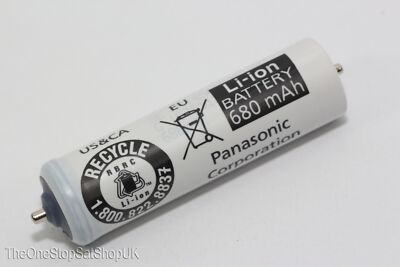 Li-ion
BATTERY
680 mAh
EU
US&CA
Panasonic
Corporation
RECYCLE
RBRC
Li-ion
1.800.822.8837
TheOneStopSatShopUK